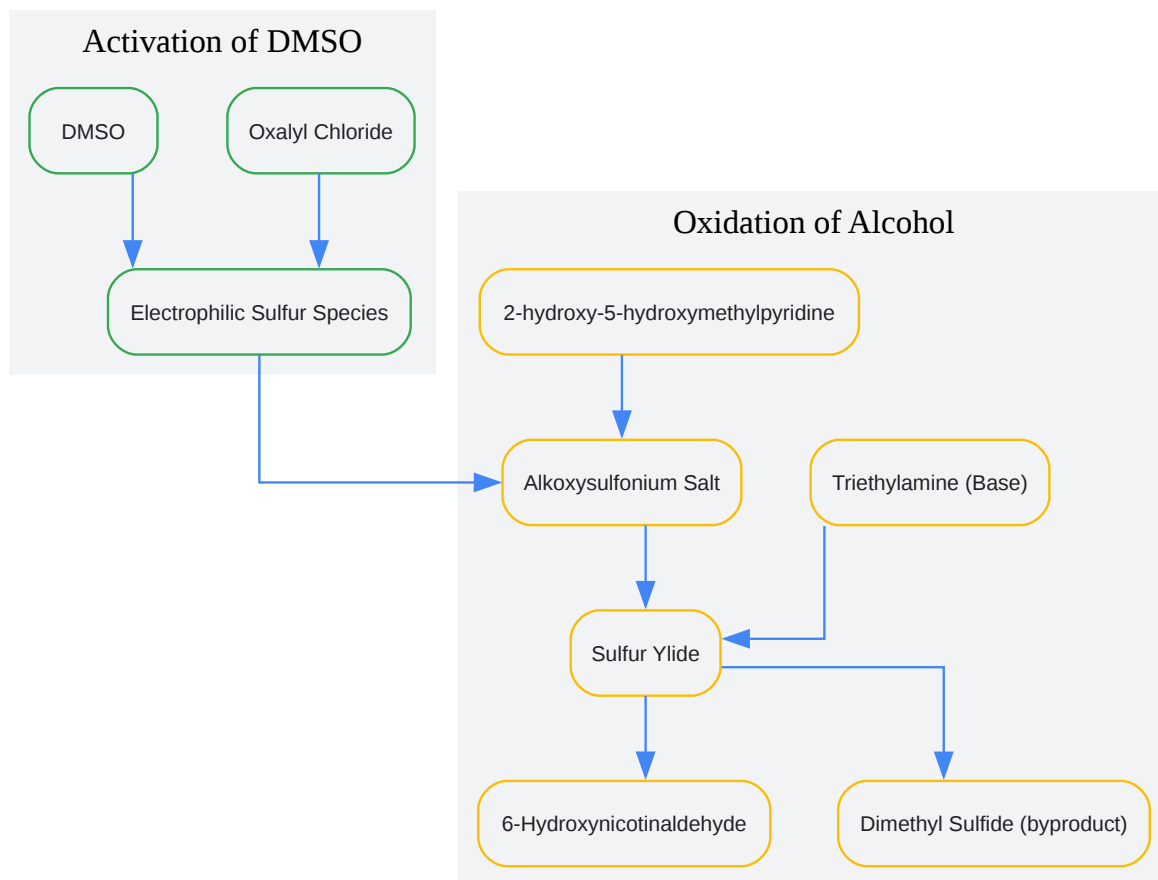 Activation of DMSO
DMSO
Oxalyl Chloride
Electrophilic Sulfur Species
Oxidation of Alcohol
2-hydroxy-5-hydroxymethylpyridine
Alkoxysulfonium Salt
Triethylamine (Base)
Sulfur Ylide
6-Hydroxynicotinaldehyde
Dimethyl Sulfide (byproduct)